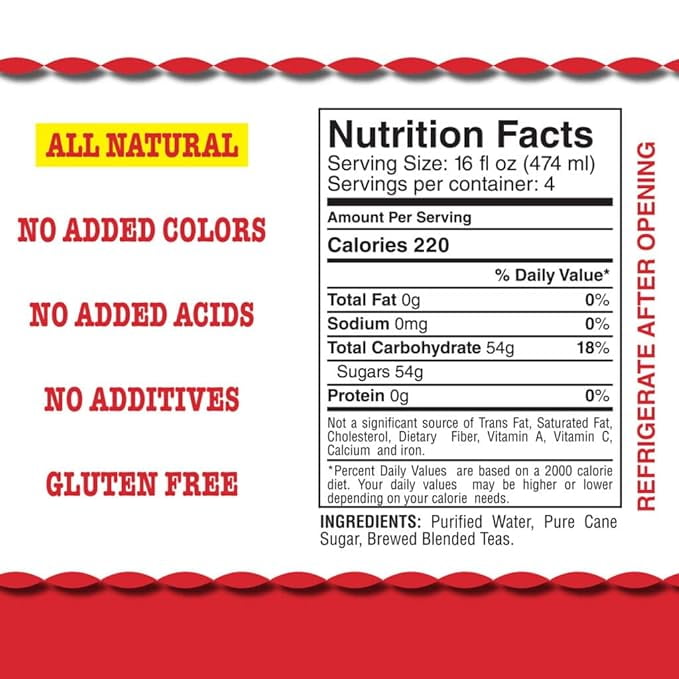 ALL NATURAL
NO ADDED COLORS
NO ADDED ACIDS
NO ADDITIVES
GLUTEN FREE
Nutrition Facts
Serving Size: 16 fl oz (474 ml)
Servings per container: 4
Amount Per Serving
Calories 220
% Daily Value*
Total Fat 0g 0%
Sodium 0mg 0%
Total Carbohydrate 54g 18%
Sugars 54g
Protein 0g 0%
Not a significant source of Trans Fat, Saturated Fat,
Cholesterol, Dietary Fiber, Vitamin A, Vitamin C,
Calcium and iron.
*Percent Daily Values are based on a 2000 calorie
diet. Your daily values may be higher or lower
depending on your calorie needs.
INGREDIENTS: Purified Water, Pure Cane
Sugar, Brewed Blended Teas.
REFRIGERATE AFTER OPENING